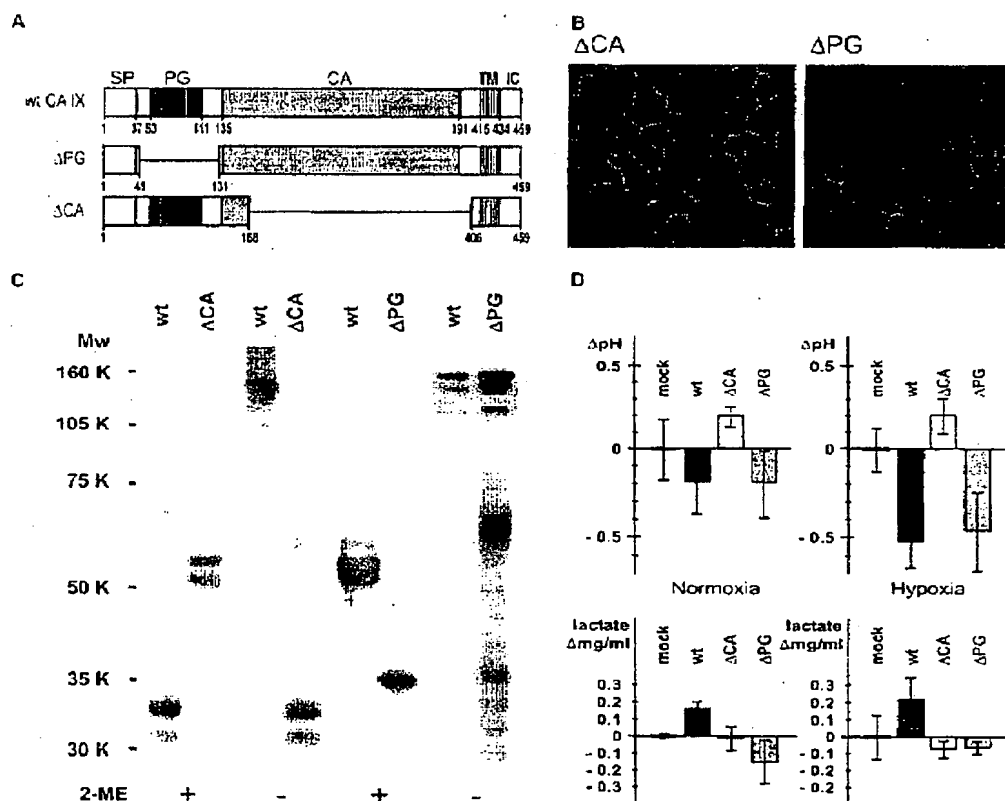 A
SP PG CA TM IC
wt CA IX
1 37 53 111 135 391 415 434 459
ΔPG
1 49 131 459
ΔCA
1 168 406 459
B
ΔCA ΔPG
C
wt ΔCA wt ΔCA wt ΔPG wt ΔPG
Mw
160 K
105 K
75 K
50 K
35 K
30 K
2-ME + - + -
D
ΔpH ΔpH
mock wt ΔCA ΔPG mock wt ΔCA ΔPG
0.5 0.5
0 0
- 0.5 - 0.5
Normoxia Hypoxia
lactate lactate
Δmg/ml Δmg/ml
mock wt ΔCA ΔPG mock wt ΔCA ΔPG
0.3 0.3
0.2 0.2
0.1 0.1
0 0
- 0.1 - 0.1
- 0.2 - 0.2
- 0.3 - 0.3